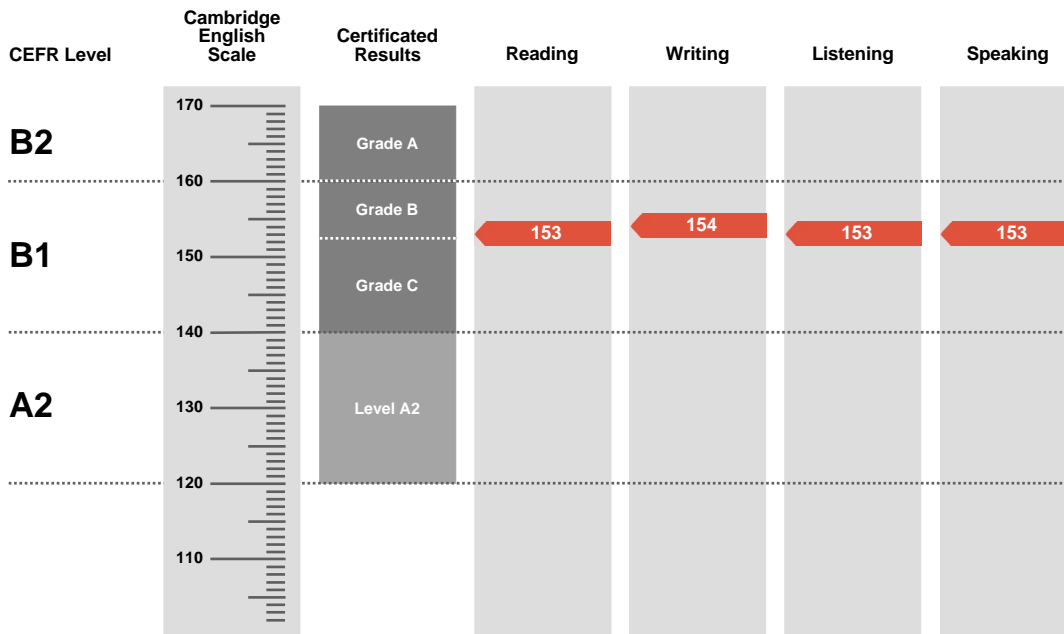 CEFR Level
Cambridge
English
Scale
Certificated
Results
Reading
Writing
Listening
Speaking
170
B2
Grade A
160
Grade B
153
154
153
153
B1
150
Grade C
140
A2
130
Level A2
120
110